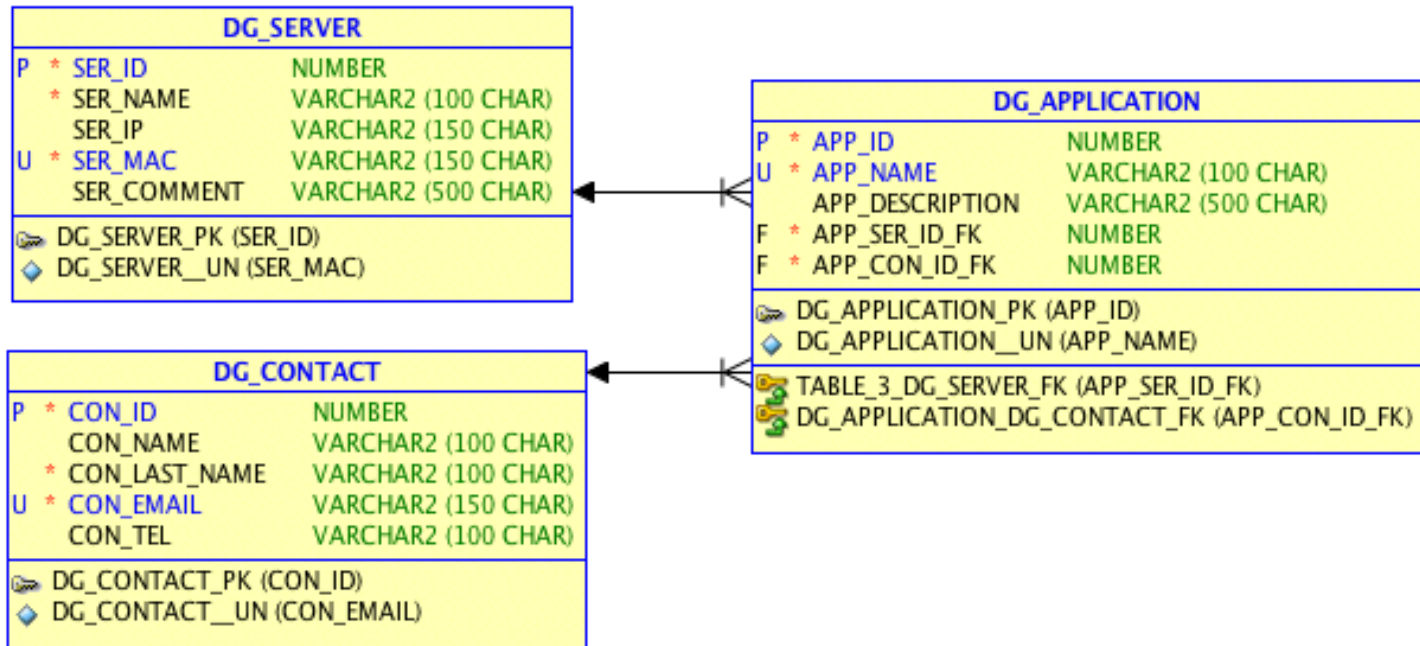 DG_SERVER
P * SER_ID NUMBER
* SER_NAME VARCHAR2 (100 CHAR)
SER_IP VARCHAR2 (150 CHAR)
U * SER_MAC VARCHAR2 (150 CHAR)
SER_COMMENT VARCHAR2 (500 CHAR)
DG_SERVER_PK (SER_ID)
DG_SERVER__UN (SER_MAC)
DG_APPLICATION
P * APP_ID NUMBER
U * APP_NAME VARCHAR2 (100 CHAR)
APP_DESCRIPTION VARCHAR2 (500 CHAR)
F * APP_SER_ID_FK NUMBER
F * APP_CON_ID_FK NUMBER
DG_APPLICATION_PK (APP_ID)
DG_APPLICATION__UN (APP_NAME)
TABLE_3_DG_SERVER_FK (APP_SER_ID_FK)
DG_APPLICATION_DG_CONTACT_FK (APP_CON_ID_FK)
DG_CONTACT
P * CON_ID NUMBER
CON_NAME VARCHAR2 (100 CHAR)
* CON_LAST_NAME VARCHAR2 (100 CHAR)
U * CON_EMAIL VARCHAR2 (150 CHAR)
CON_TEL VARCHAR2 (100 CHAR)
DG_CONTACT_PK (CON_ID)
DG_CONTACT__UN (CON_EMAIL)